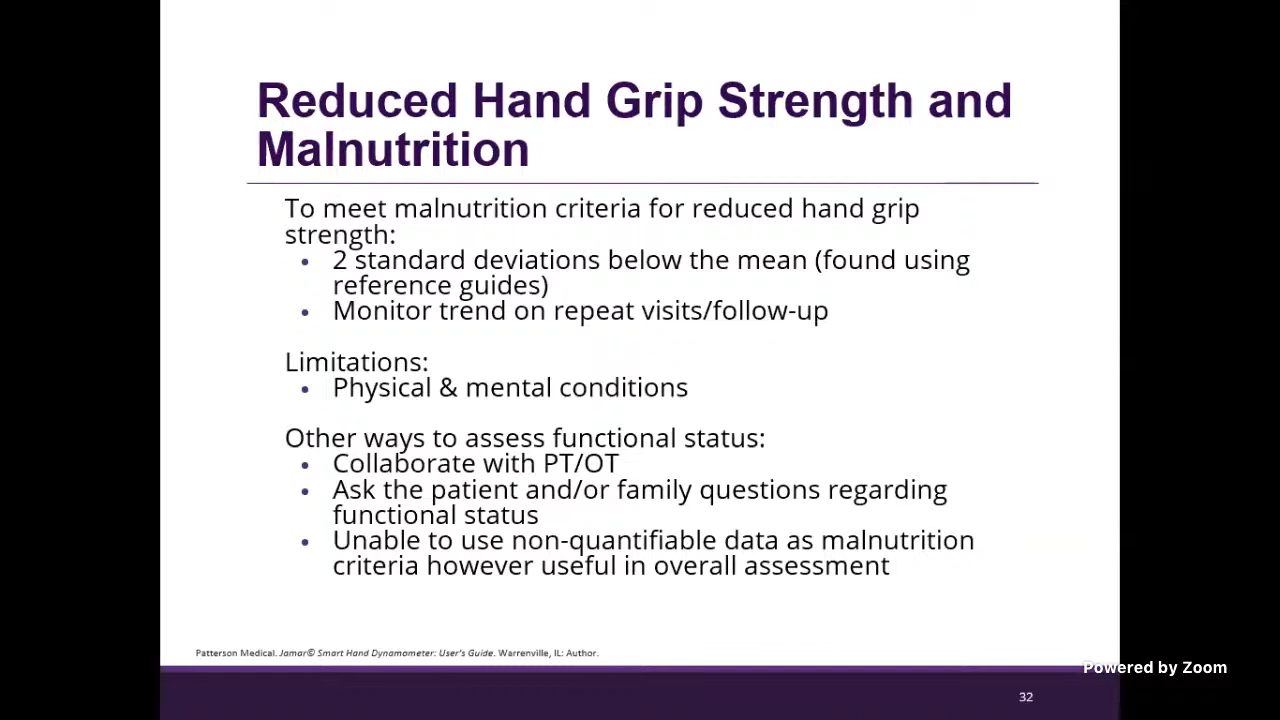 Reduced Hand Grip Strength and
Malnutrition
To meet malnutrition criteria for reduced hand grip
strength:
• 2 standard deviations below the mean (found using
reference guides)
• Monitor trend on repeat visits/follow-up
Limitations:
• Physical & mental conditions
Other ways to assess functional status:
• Collaborate with PT/OT
• Ask the patient and/or family questions regarding
functional status
• Unable to use non-quantifiable data as malnutrition
criteria however useful in overall assessment
Patterson Medical. Jamar© Smart Hand Dynamometer: User's Guide. Warrenville, IL: Author.
Powered by Zoom
32